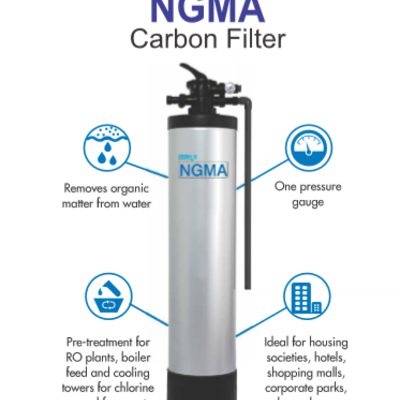 NGMA
Carbon Filter
NGMA
Removes organic
matter from water
One pressure
gauge
Pre-treatment for
RO plants, boiler
feed and cooling
towers for chlorine
Ideal for housing
societies, hotels,
shopping malls,
corporate parks,